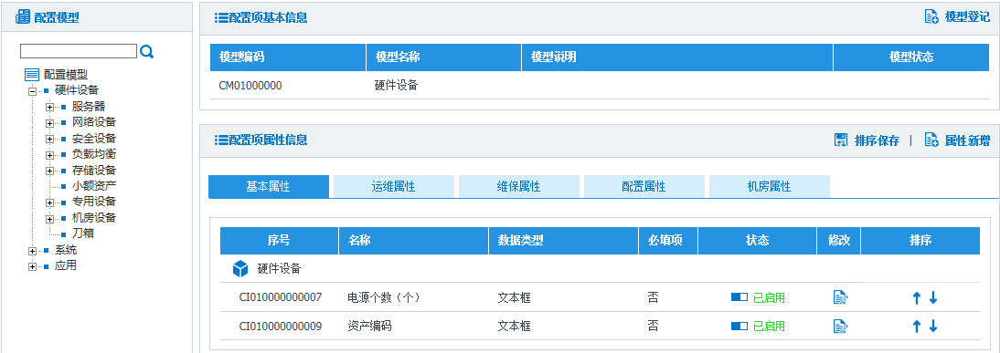 配置模型
配置模型
硬件设备
服务器
网络设备
安全设备
负载均衡
存储设备
小额资产
专用设备
机房设备
刀箱
系统
应用
配置项基本信息 模型登记
模型编码 模型名称 模型说明 模型状态
CM01000000 硬件设备
配置项属性信息 排序保存 | 属性新增
基本属性 运维属性 维保属性 配置属性 机房属性
序号 名称 数据类型 必填项 状态 修改 排序
硬件设备
CI010000000007 电源个数（个） 文本框 否 已启用
CI010000000009 资产编码 文本框 否 已启用